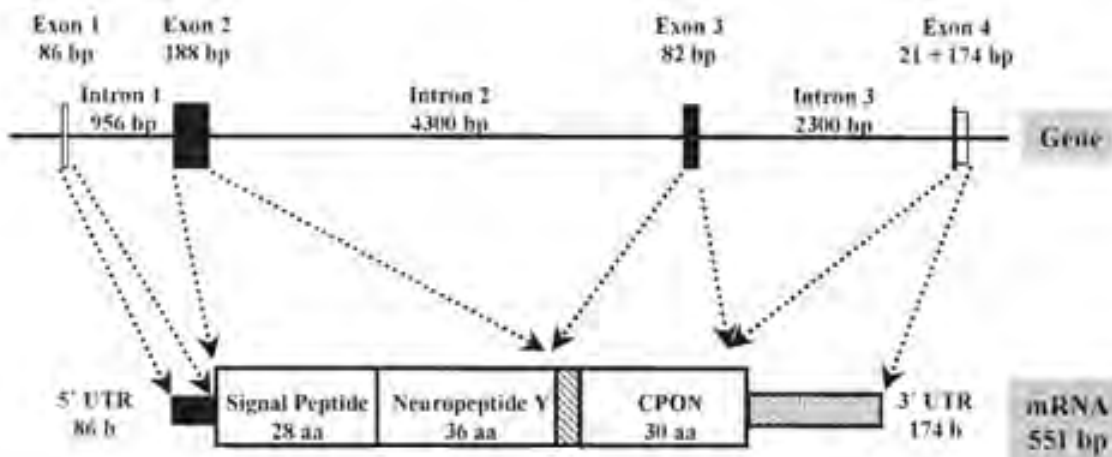 Exon 1
86 bp
Exon 2
188 bp
Exon 3
82 bp
Exon 4
21 + 174 bp
Intron 1
956 bp
Intron 2
4300 bp
Intron 3
2300 bp
Gene
5' UTR
86 b
Signal Peptide
28 aa
Neuropeptide Y
36 aa
CPON
30 aa
3' UTR
174 b
mRNA
551 bp